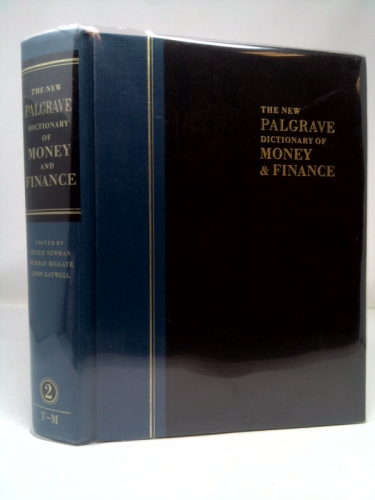 THE NEW
PALGRAVE
DICTIONARY
OF
MONEY
AND
FINANCE
EDITED BY
PETER NEWMAN
MURRAY MILGATE
JOHN EATWELL
2
F–M
THE NEW
PALGRAVE
DICTIONARY OF
MONEY
& FINANCE